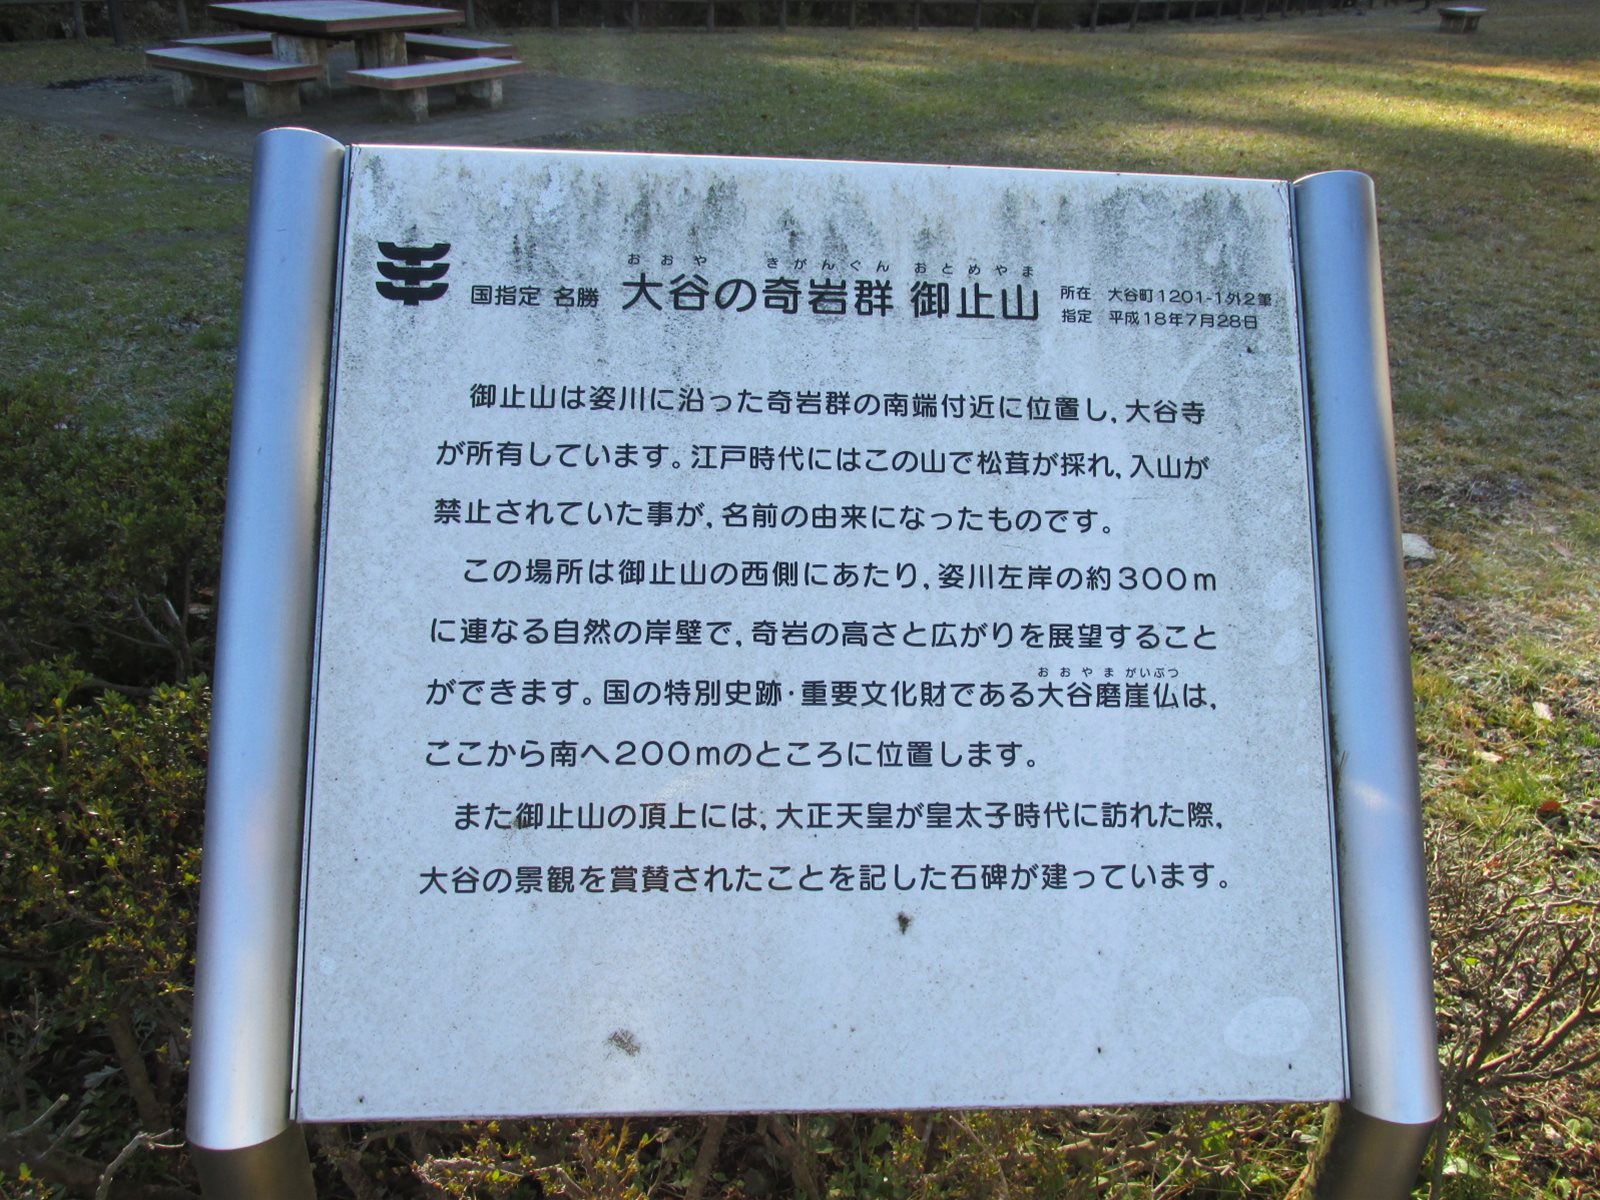 おおや きがんぐん おとめやま
国指定 名勝 大谷の奇岩群 御止山
所在 大谷町1201-1外2筆
指定 平成18年7月28日
御止山は姿川に沿った奇岩群の南端付近に位置し,大谷寺
が所有しています。江戸時代にはこの山で松茸が採れ,入山が
禁止されていた事が,名前の由来になったものです。
この場所は御止山の西側にあたり,姿川左岸の約300m
に連なる自然の岸壁で,奇岩の高さと広がりを展望すること
おおやまがいぶつ
ができます。国の特別史跡・重要文化財である大谷磨崖仏は,
ここから南へ200mのところに位置します。
また御止山の頂上には,大正天皇が皇太子時代に訪れた際,
大谷の景観を賞賛されたことを記した石碑が建っています。